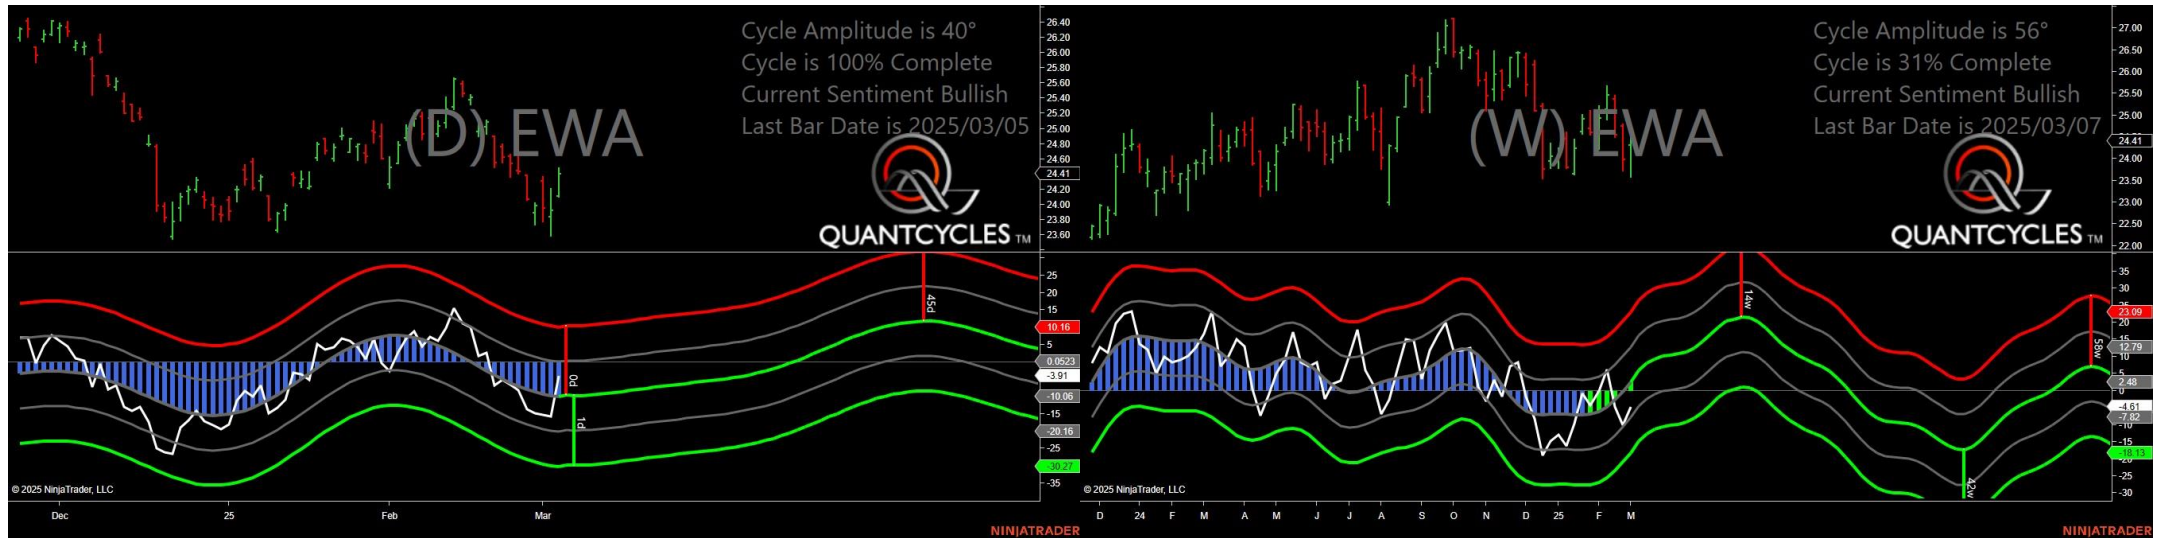 Cycle Amplitude is 40°
Cycle is 100% Complete
Current Sentiment Bullish
Last Bar Date is 2025/03/05
(D) EWA
QUANTCYCLES TM
26.40
26.20
26.00
25.80
25.60
25.40
25.20
25.00
24.80
24.60
24.41
24.20
24.00
23.80
23.60
25
20
15
10.16
5
0.0523
-3.91
-10.06
-15
-20.16
-25
-30.27
-35
45d
0d
1d
© 2025 NinjaTrader, LLC
Dec 25 Feb Mar
NINJATRADER
Cycle Amplitude is 56°
Cycle is 31% Complete
Current Sentiment Bullish
Last Bar Date is 2025/03/07
(W) EWA
QUANTCYCLES TM
27.00
26.50
26.00
25.50
25.00
24.41
24.00
23.50
23.00
22.50
22.00
35
30
23.09
20
12.79
10
5
2.48
0
-4.61
-7.82
-10
-15
-18.13
-25
-30
14w
58w
42w
© 2025 NinjaTrader, LLC
D 24 F M A M J J A S O N D 25 F M
NINJATRADER